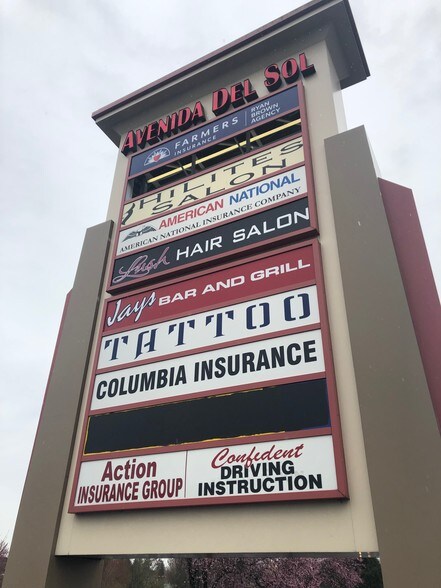 AVENIDA DEL SOL
FARMERS
INSURANCE
RYAN
BROWN
AGENCY
PHILITES
SALON
AMERICAN NATIONAL
AMERICAN NATIONAL INSURANCE COMPANY
Lush HAIR SALON
Jays BAR AND GRILL
TATTOO
COLUMBIA INSURANCE
Action
INSURANCE GROUP
Confident
DRIVING
INSTRUCTION